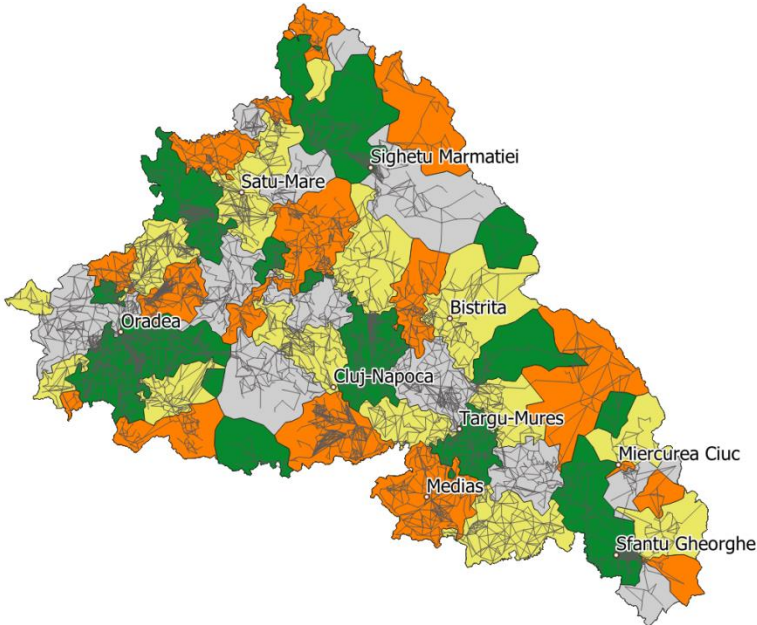 Sighetu Marmatiei
Satu-Mare
Bistrita
Oradea
Cluj-Napoca
Targu-Mures
Miercurea Ciuc
Medias
Sfantu Gheorghe